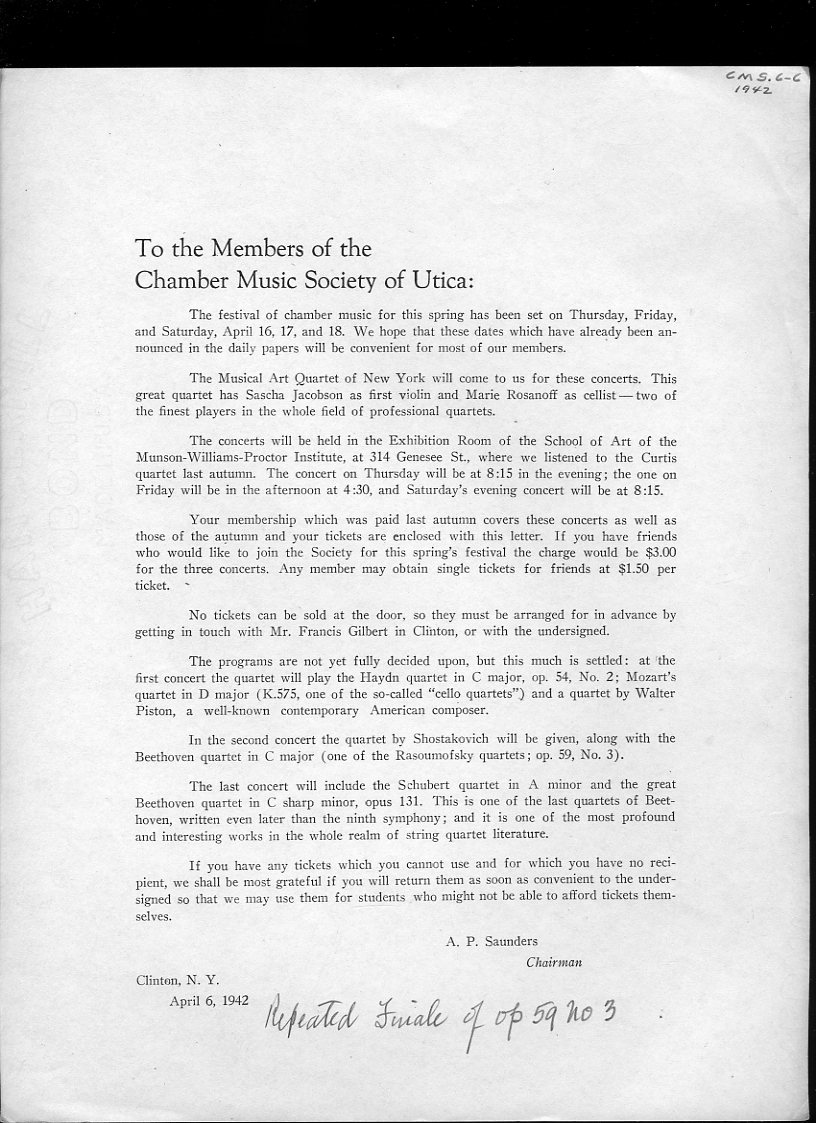 CMS. C-C
1942
To the Members of the
Chamber Music Society of Utica:
The festival of chamber music for this spring has been set on Thursday, Friday,
and Saturday, April 16, 17, and 18. We hope that these dates which have already been an-
nounced in the daily papers will be convenient for most of our members.
The Musical Art Quartet of New York will come to us for these concerts. This
great quartet has Sascha Jacobson as first violin and Marie Rosanoff as cellist — two of
the finest players in the whole field of professional quartets.
The concerts will be held in the Exhibition Room of the School of Art of the
Munson-Williams-Proctor Institute, at 314 Genesee St., where we listened to the Curtis
quartet last autumn. The concert on Thursday will be at 8:15 in the evening; the one on
Friday will be in the afternoon at 4:30, and Saturday's evening concert will be at 8:15.
Your membership which was paid last autumn covers these concerts as well as
those of the autumn and your tickets are enclosed with this letter. If you have friends
who would like to join the Society for this spring's festival the charge would be $3.00
for the three concerts. Any member may obtain single tickets for friends at $1.50 per
ticket.
No tickets can be sold at the door, so they must be arranged for in advance by
getting in touch with Mr. Francis Gilbert in Clinton, or with the undersigned.
The programs are not yet fully decided upon, but this much is settled: at the
first concert the quartet will play the Haydn quartet in C major, op. 54, No. 2; Mozart's
quartet in D major (K.575, one of the so-called "cello quartets") and a quartet by Walter
Piston, a well-known contemporary American composer.
In the second concert the quartet by Shostakovich will be given, along with the
Beethoven quartet in C major (one of the Rasoumofsky quartets; op. 59, No. 3).
The last concert will include the Schubert quartet in A minor and the great
Beethoven quartet in C sharp minor, opus 131. This is one of the last quartets of Beet-
hoven, written even later than the ninth symphony; and it is one of the most profound
and interesting works in the whole realm of string quartet literature.
If you have any tickets which you cannot use and for which you have no reci-
pient, we shall be most grateful if you will return them as soon as convenient to the under-
signed so that we may use them for students who might not be able to afford tickets them-
selves.
A. P. Saunders
Chairman
Clinton, N. Y.
April 6, 1942
Repeated Finale of op 59 no 3